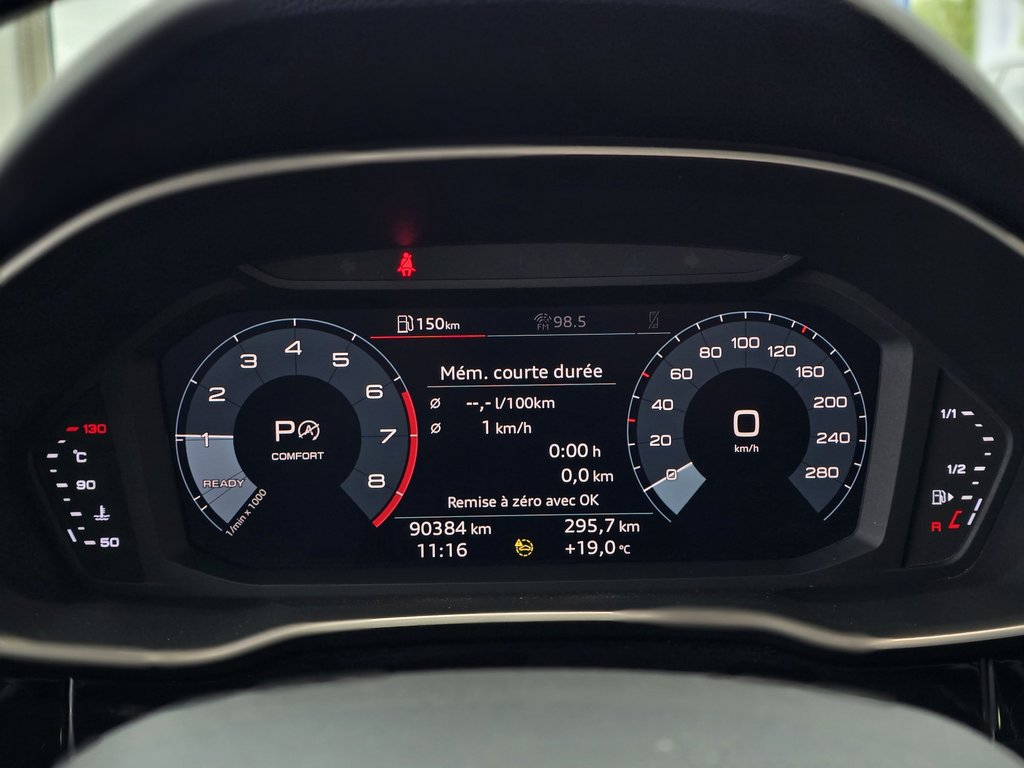 150km
FM 98.5
Mém. courte durée
Ø --,- l/100km
Ø 1 km/h
0:00 h
0,0 km
Remise à zéro avec OK
90384 km 295,7 km
11:16 +19,0 °C
1
2
3
4
5
6
7
8
READY
1/min x 1000
P
A
COMFORT
0
20
40
60
80
100
120
160
200
240
280
0
km/h
130
°C
90
50
1/1
1/2
R